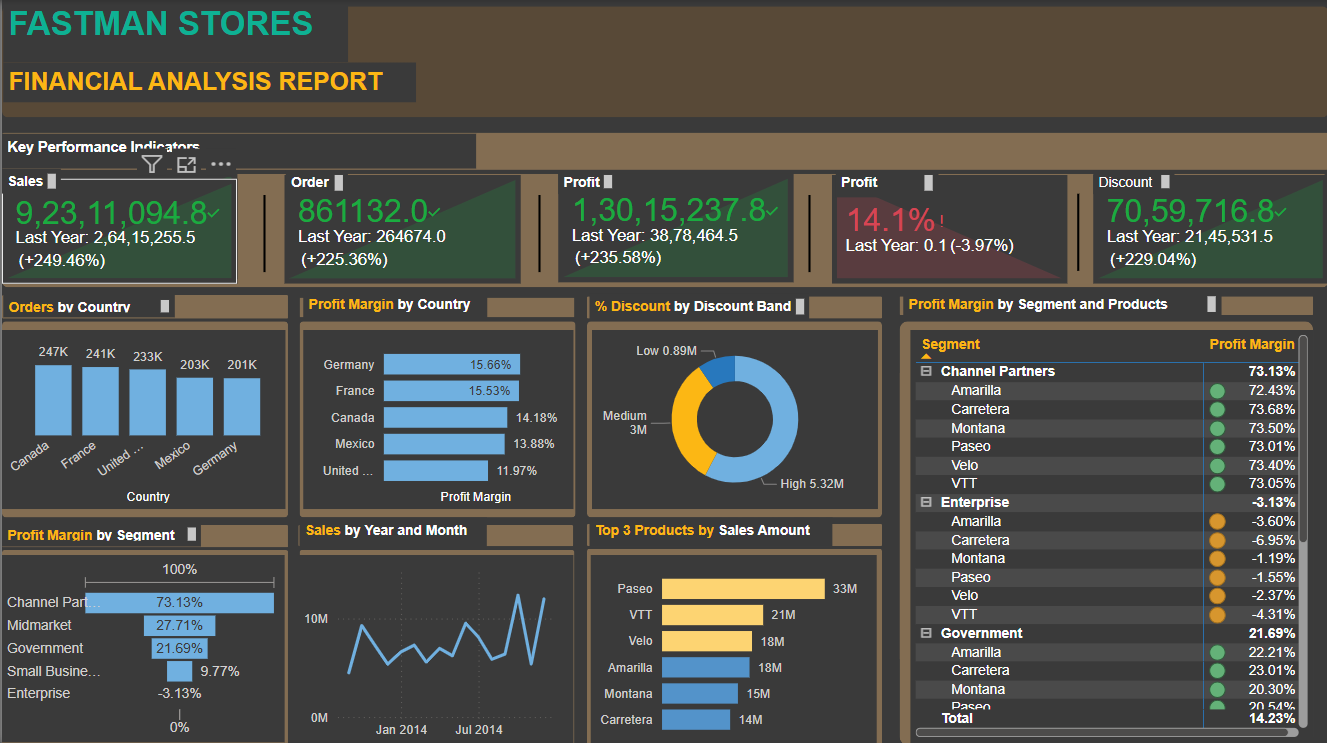 FASTMAN STORES
FINANCIAL ANALYSIS REPORT
Key Performance Indicators
Sales
9,23,11,094.8
Last Year: 2,64,15,255.5
(+249.46%)
Order
861132.0
Last Year: 264674.0
(+225.36%)
Profit
1,30,15,237.8
Last Year: 38,78,464.5
(+235.58%)
Profit
14.1%!
Last Year: 0.1 (-3.97%)
Discount
70,59,716.8
Last Year: 21,45,531.5
(+229.04%)
Orders by Country
247K
241K
233K
203K
201K
Canada
France
United ...
Mexico
Germany
Country
Profit Margin by Country
Germany 15.66%
France 15.53%
Canada 14.18%
Mexico 13.88%
United ... 11.97%
Profit Margin
% Discount by Discount Band
Low 0.89M
Medium
3M
High 5.32M
Profit Margin by Segment and Products
Segment Profit Margin
Channel Partners 73.13%
Amarilla 72.43%
Carretera 73.68%
Montana 73.50%
Paseo 73.01%
Velo 73.40%
VTT 73.05%
Enterprise -3.13%
Amarilla -3.60%
Carretera -6.95%
Montana -1.19%
Paseo -1.55%
Velo -2.37%
VTT -4.31%
Government 21.69%
Amarilla 22.21%
Carretera 23.01%
Montana 20.30%
Paseo 20.54%
Total 14.23%
Profit Margin by Segment
100%
Channel Part... 73.13%
Midmarket 27.71%
Government 21.69%
Small Busine... 9.77%
Enterprise -3.13%
0%
Sales by Year and Month
10M
0M
Jan 2014
Jul 2014
Top 3 Products by Sales Amount
Paseo 33M
VTT 21M
Velo 18M
Amarilla 18M
Montana 15M
Carretera 14M